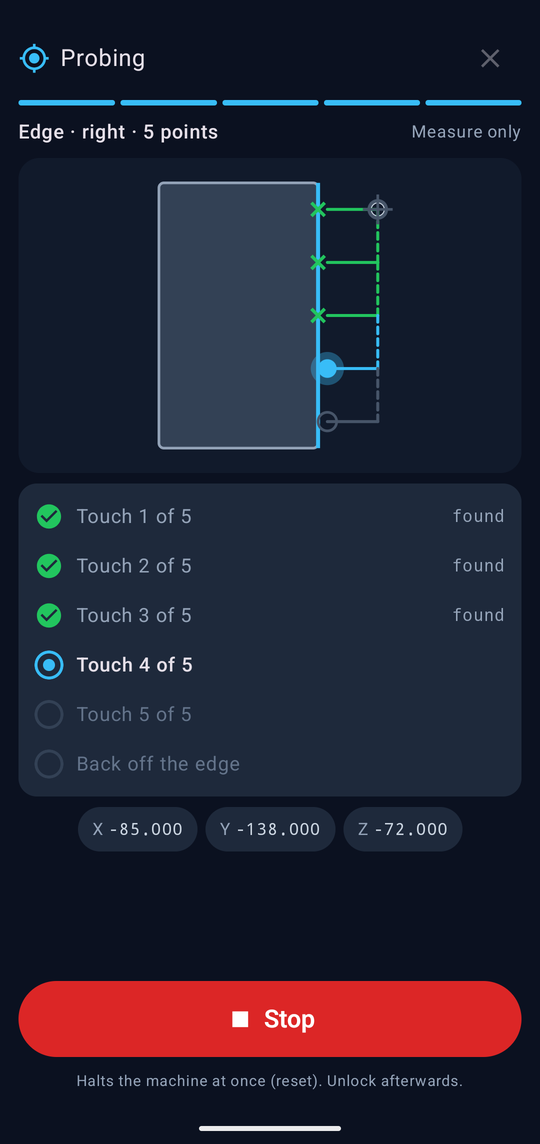 Probing
Edge · right · 5 points
Measure only
Touch 1 of 5 found
Touch 2 of 5 found
Touch 3 of 5 found
Touch 4 of 5
Touch 5 of 5
Back off the edge
X -85.000 Y -138.000 Z -72.000
Stop
Halts the machine at once (reset). Unlock afterwards.